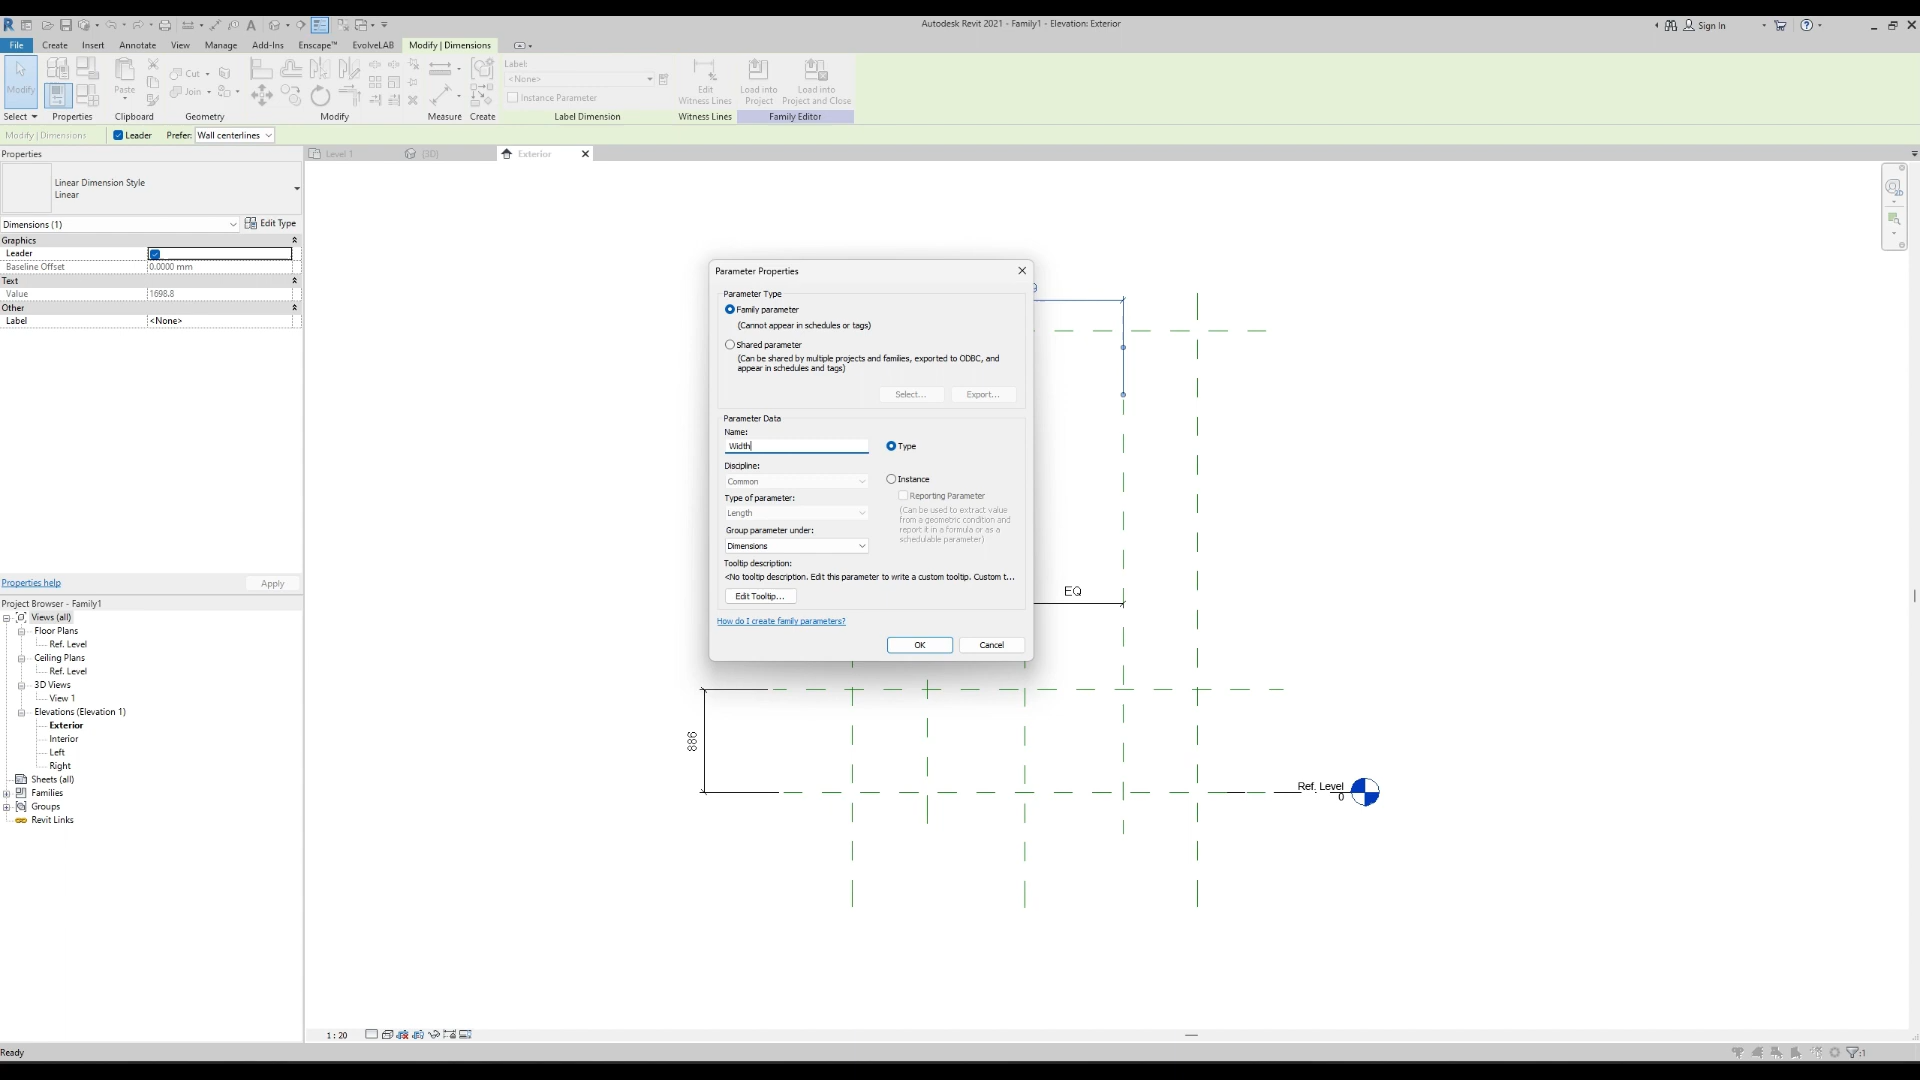 Autodesk Revit 2021 - Family1 - Elevation: Exterior
Sign In
File Create Insert Annotate View Manage Add-Ins Enscape™ EvolveLAB Modify | Dimensions
Modify
Paste
Cut
Join
Label:
<None>
Instance Parameter
Edit
Witness Lines
Load into
Project
Load into
Project and Close
Select Properties Clipboard Geometry Modify Measure Create Label Dimension Witness Lines Family Editor
Modify | Dimensions Leader Prefer: Wall centerlines
Properties
Level 1 {3D} Exterior
Linear Dimension Style
Linear
Dimensions (1) Edit Type
Graphics
Leader
Baseline Offset 0.0000 mm
Text
Value 1698.8
Other
Label <None>
Properties help Apply
Project Browser - Family1
Views (all)
Floor Plans
Ref. Level
Ceiling Plans
Ref. Level
3D Views
View 1
Elevations (Elevation 1)
Exterior
Interior
Left
Right
Sheets (all)
Families
Groups
Revit Links
Parameter Properties
Parameter Type
Family parameter
(Cannot appear in schedules or tags)
Shared parameter
(Can be shared by multiple projects and families, exported to ODBC, and
appear in schedules and tags)
Select... Export...
Parameter Data
Name:
Width Type
Discipline:
Common Instance
Reporting Parameter
Type of parameter:
Length
(Can be used to extract value
from a geometric condition and
report it in a formula or as a
schedulable parameter)
Group parameter under:
Dimensions
Tooltip description:
<No tooltip description. Edit this parameter to write a custom tooltip. Custom t...
Edit Tooltip...
How do I create family parameters?
OK Cancel
EQ
886
Ref. Level
0
1 : 20
Ready
:1